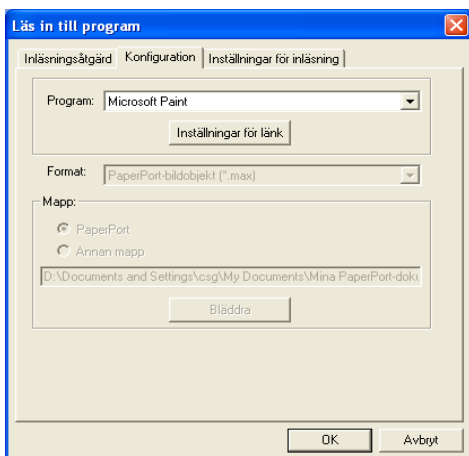 Läs in till program
Inläsningsåtgärd Konfiguration Inställningar för inläsning
Program: Microsoft Paint
Inställningar för länk
Format: PaperPort-bildobjekt (*.max)
Mapp:
PaperPort
Annan mapp
D:\Documents and Settings\csg\My Documents\Mina PaperPort-doku
Bläddra
OK Avbryt